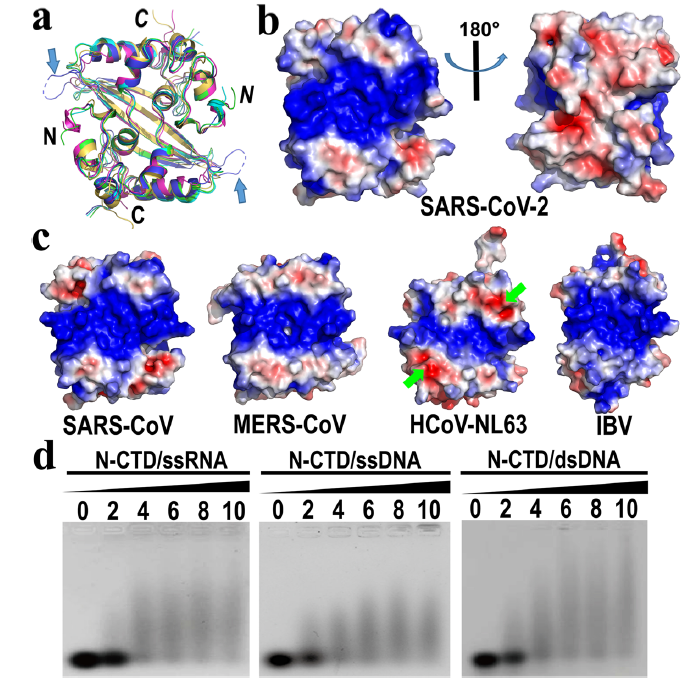 a
C
N
N
C
b
180°
SARS-CoV-2
c
SARS-CoV
MERS-CoV
HCoV-NL63
IBV
d
N-CTD/ssRNA
N-CTD/ssDNA
N-CTD/dsDNA
0 2 4 6 8 10
0 2 4 6 8 10
0 2 4 6 8 10